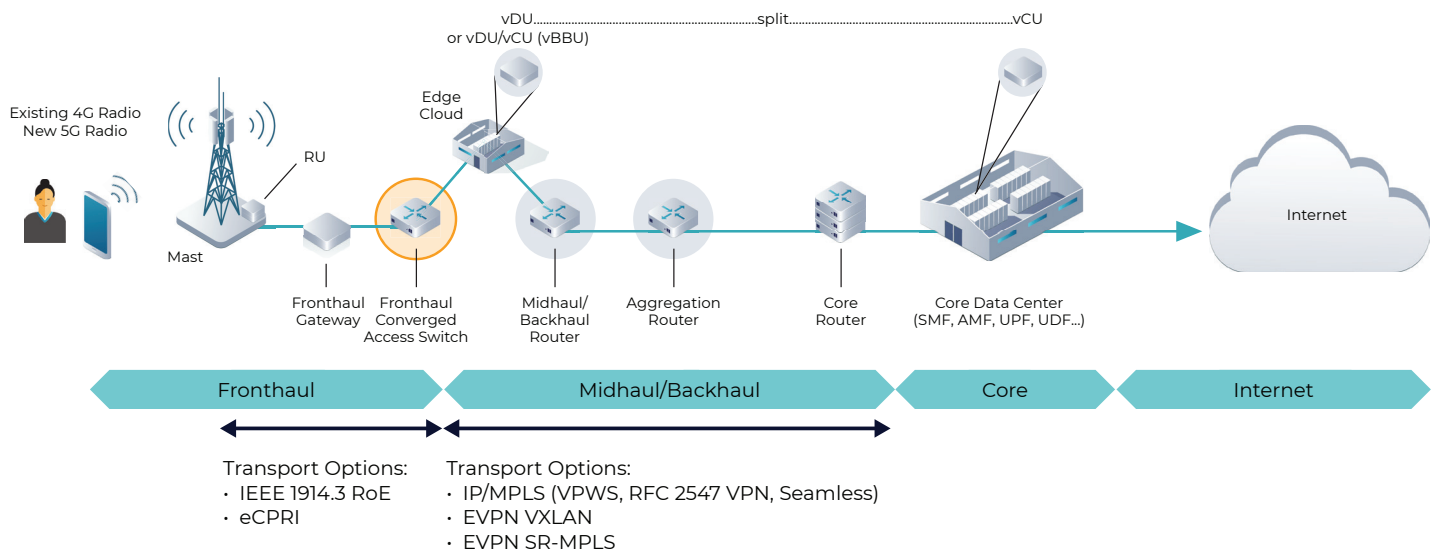 vDU...............................................................split...............................................................vCU
or vDU/vCU (vBBU)
Edge
Cloud
Existing 4G Radio
New 5G Radio
RU
Mast
Internet
Fronthaul
Gateway
Fronthaul
Converged
Access Switch
Midhaul/
Backhaul
Router
Aggregation
Router
Core
Router
Core Data Center
(SMF, AMF, UPF, UDF...)
Fronthaul
Midhaul/Backhaul
Core
Internet
Transport Options:
• IEEE 1914.3 RoE
• eCPRI
Transport Options:
• IP/MPLS (VPWS, RFC 2547 VPN, Seamless)
• EVPN VXLAN
• EVPN SR-MPLS